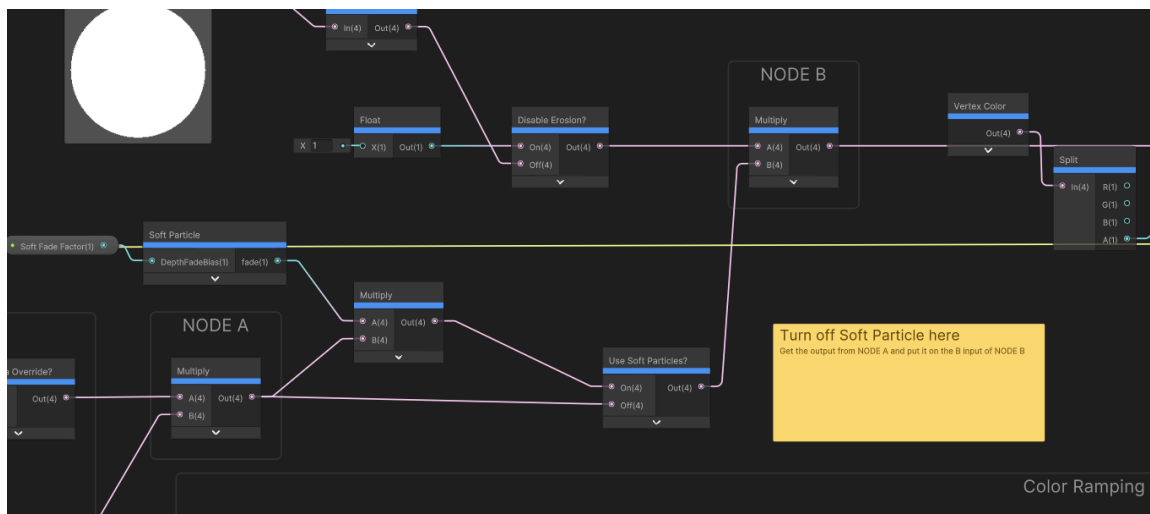 In(4) Out(4)
NODE B
Float
X 1
X(1) Out(1)
Disable Erosion?
On(4) Out(4)
Off(4)
Multiply
A(4) Out(4)
B(4)
Vertex Color
Out(4)
Split
In(4) R(1)
G(1)
B(1)
A(1)
Soft Fade Factor(1)
Soft Particle
DepthFadeBias(1) fade(1)
Multiply
A(4) Out(4)
B(4)
NODE A
a Override?
Out(4)
Multiply
A(4) Out(4)
B(4)
Use Soft Particles?
On(4) Out(4)
Off(4)
Turn off Soft Particle here
Get the output from NODE A and put it on the B input of NODE B
Color Ramping